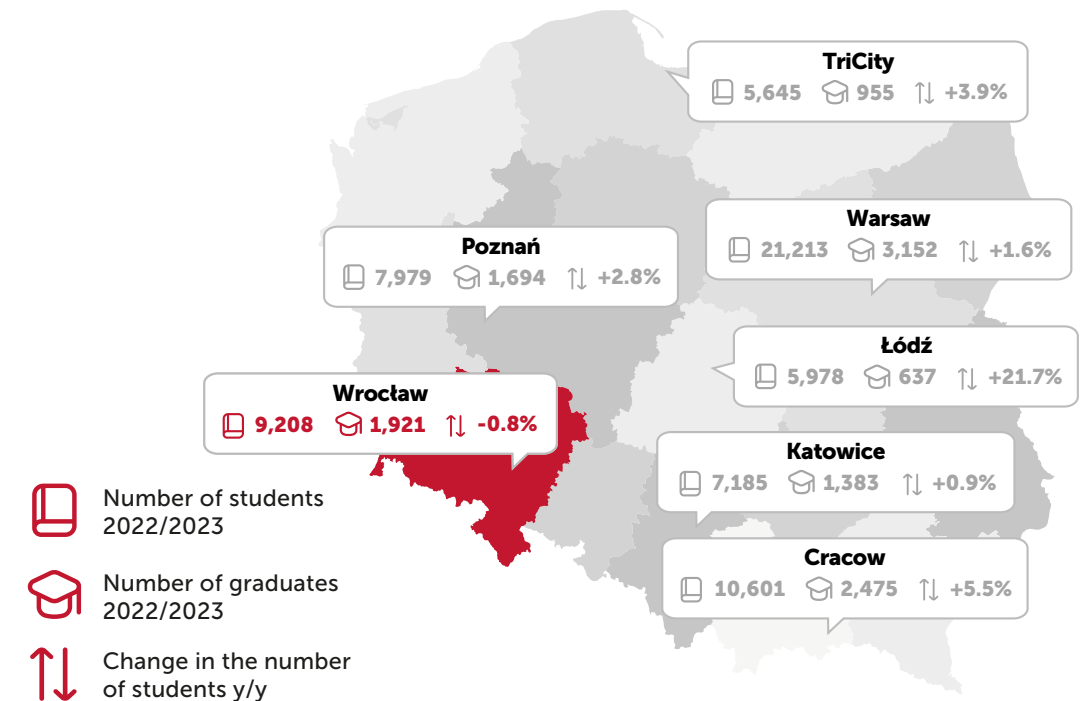 TriCity
5,645 955 +3.9%
Warsaw
21,213 3,152 +1.6%
Poznań
7,979 1,694 +2.8%
Łódź
5,978 637 +21.7%
Wrocław
9,208 1,921 -0.8%
Katowice
7,185 1,383 +0.9%
Cracow
10,601 2,475 +5.5%
Number of students
2022/2023
Number of graduates
2022/2023
Change in the number
of students y/y